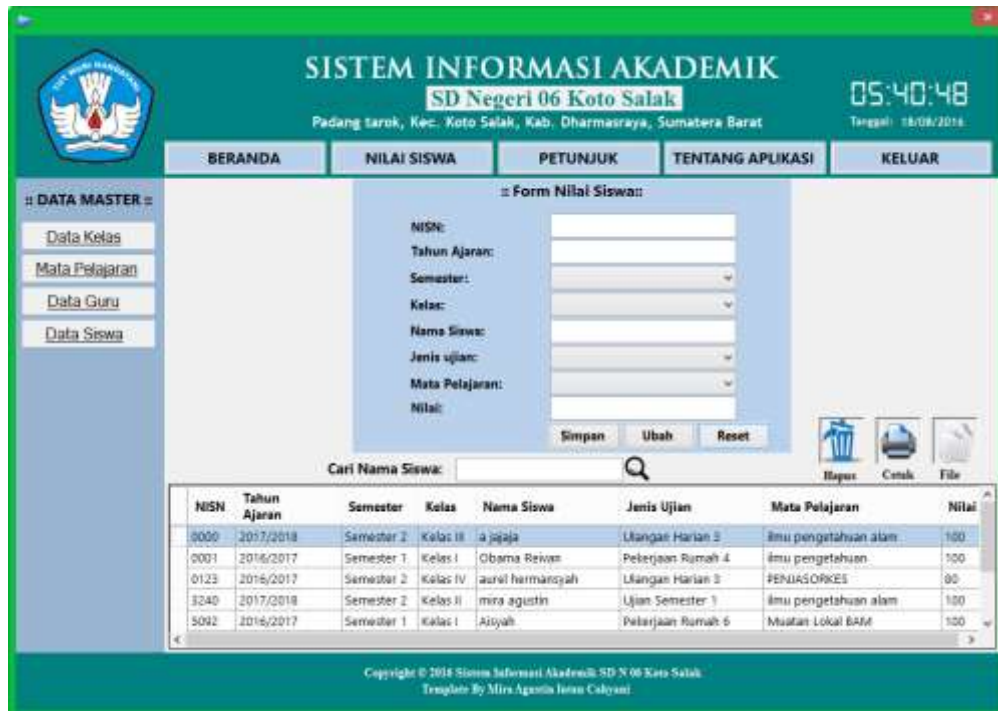 TUT WURI HANDAYANI
SISTEM INFORMASI AKADEMIK
SD Negeri 06 Koto Salak
Padang tarok, Kec. Koto Salak, Kab. Dharmasraya, Sumatera Barat
05:40:48
Tanggal: 18/08/2016
BERANDA NILAI SISWA PETUNJUK TENTANG APLIKASI KELUAR
:: DATA MASTER ::
Data Kelas
Mata Pelajaran
Data Guru
Data Siswa
:: Form Nilai Siswa::
NISN:
Tahun Ajaran:
Semester:
Kelas:
Nama Siswa:
Jenis ujian:
Mata Pelajaran:
Nilai:
Simpan Ubah Reset
Hapus Cetak File
Cari Nama Siswa:
NISN Tahun Ajaran Semester Kelas Nama Siswa Jenis Ujian Mata Pelajaran Nilai
0000 2017/2018 Semester 2 Kelas III a jajaja Ulangan Harian 3 ilmu pengetahuan alam 100
0001 2016/2017 Semester 1 Kelas I Obama Reiwan Pekerjaan Rumah 4 ilmu pengetahuan 100
0123 2016/2017 Semester 2 Kelas IV aurel hermansyah Ulangan Harian 3 PENJASORKES 80
3240 2017/2018 Semester 2 Kelas II mira agustin Ujian Semester 1 ilmu pengetahuan alam 100
5092 2016/2017 Semester 1 Kelas I Aisyah Pekerjaan Rumah 6 Muatan Lokal BAM 100
Copyright © 2016 Sistem Informasi Akademik SD N 06 Koto Salak
Template By Mira Agustin Intan Cahyani